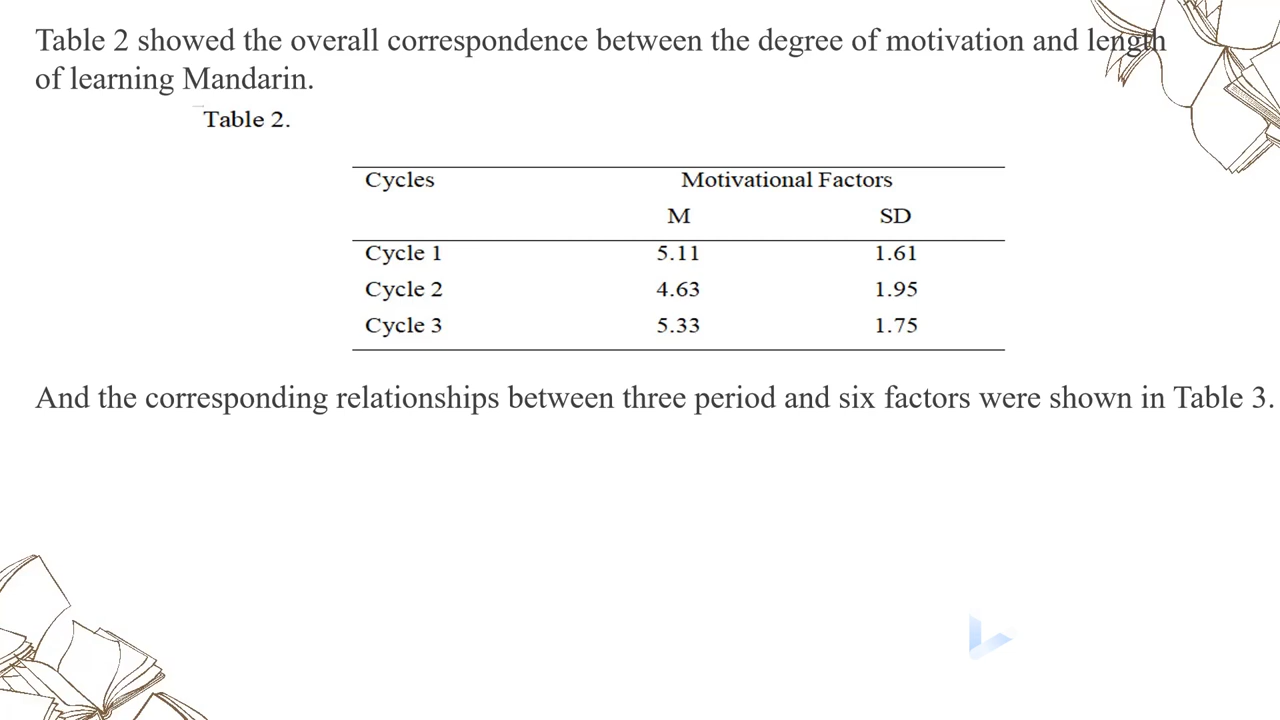 Table 2 showed the overall correspondence between the degree of motivation and length
of learning Mandarin.
Table 2.
Cycles Motivational Factors
M SD
Cycle 1 5.11 1.61
Cycle 2 4.63 1.95
Cycle 3 5.33 1.75
And the corresponding relationships between three period and six factors were shown in Table 3.